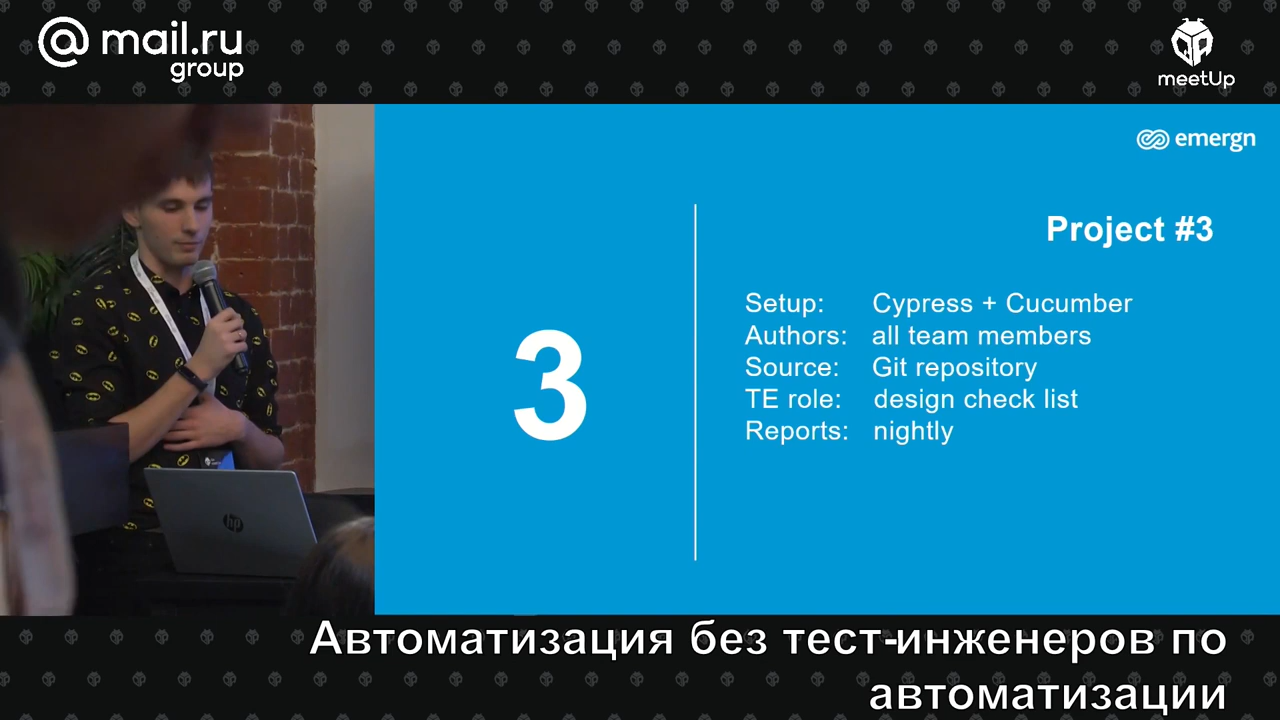 @mail.ru
group
meetUp
emergn
Project #3
3
Setup: Cypress + Cucumber
Authors: all team members
Source: Git repository
TE role: design check list
Reports: nightly
hp
Автоматизация без тест-инженеров по
автоматизации